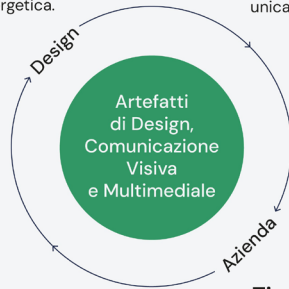 rgetica.
unica
Design
Artefatti
di Design,
Comunicazione
Visiva
e Multimediale
Azienda